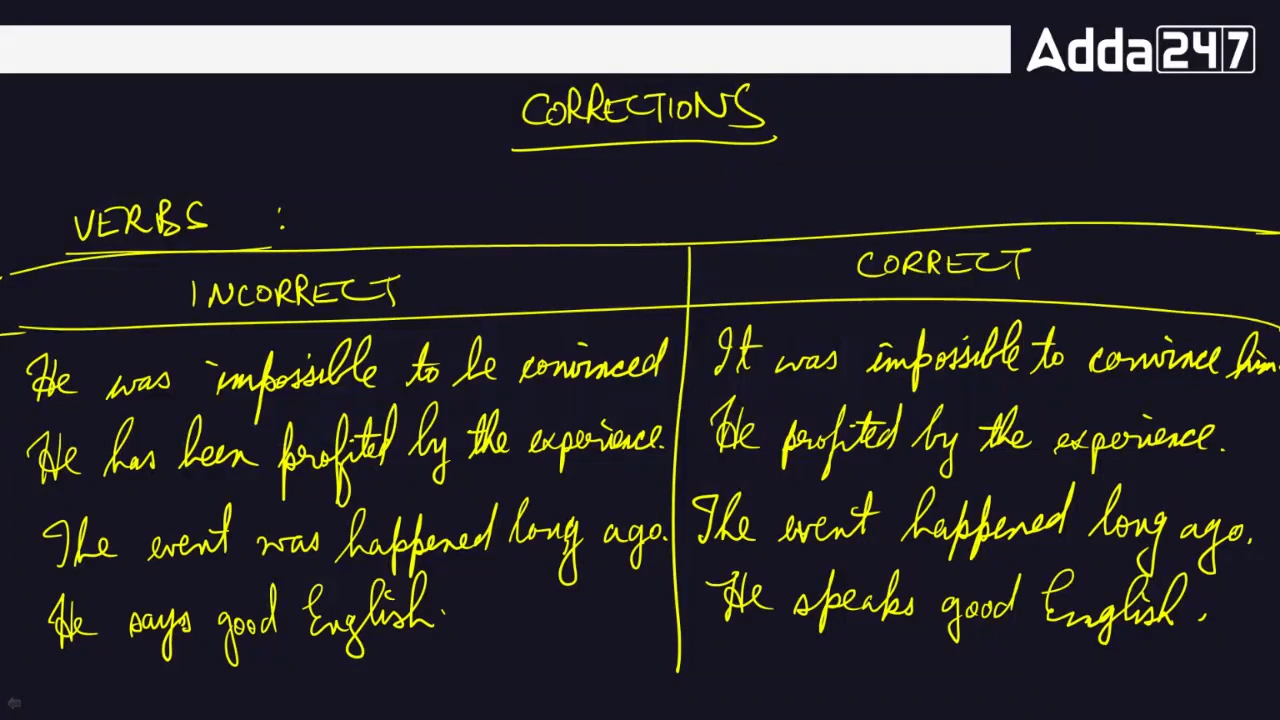 Adda247
CORRECTIONS
VERBS :
INCORRECT
CORRECT
He was impossible to be convinced
It was impossible to convince him
He has been profited by the experience.
He profited by the experience.
The event was happened long ago.
The event happened long ago.
He says good English.
He speaks good English.